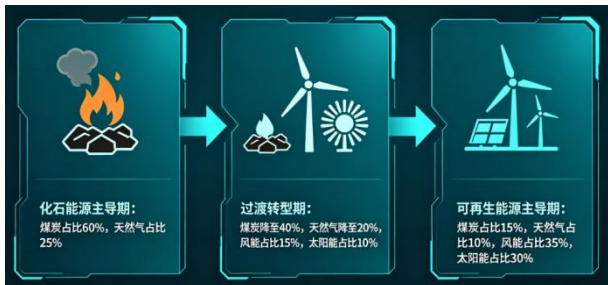 化石能源主导期：
煤炭占比60%，天然气占比
25%
过渡转型期：
煤炭降至40%，天然气降至20%，
风能占比15%，太阳能占比10%
可再生能源主导期：
煤炭占比15%，天然气占
比10%，风能占比35%，
太阳能占比30%